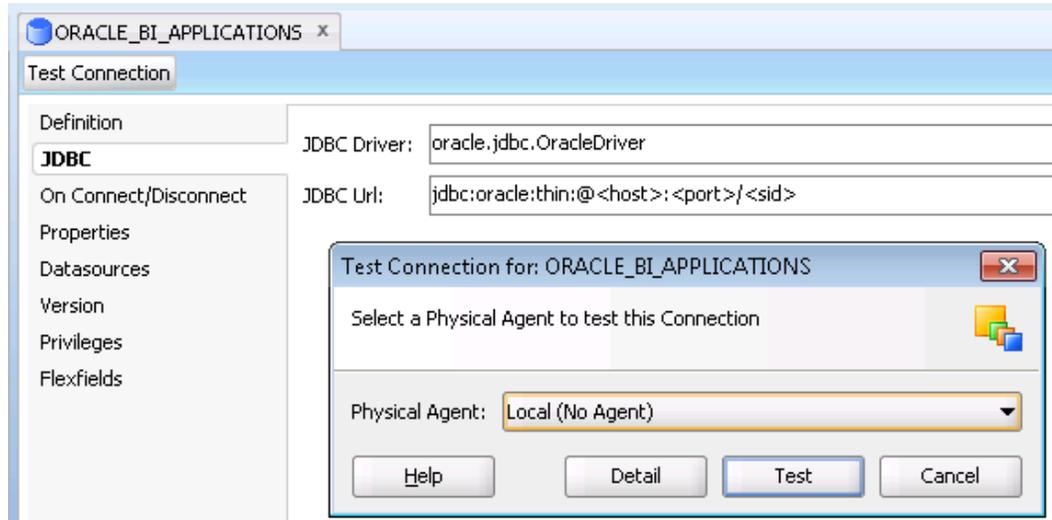 ORACLE_BI_APPLICATIONS x
Test Connection
Definition
JDBC
On Connect/Disconnect
Properties
Datasources
Version
Privileges
Flexfields
JDBC Driver: oracle.jdbc.OracleDriver
JDBC Url: jdbc:oracle:thin:@<host>:<port>/<sid>
Test Connection for: ORACLE_BI_APPLICATIONS
Select a Physical Agent to test this Connection
Physical Agent: Local (No Agent)
Help Detail Test Cancel